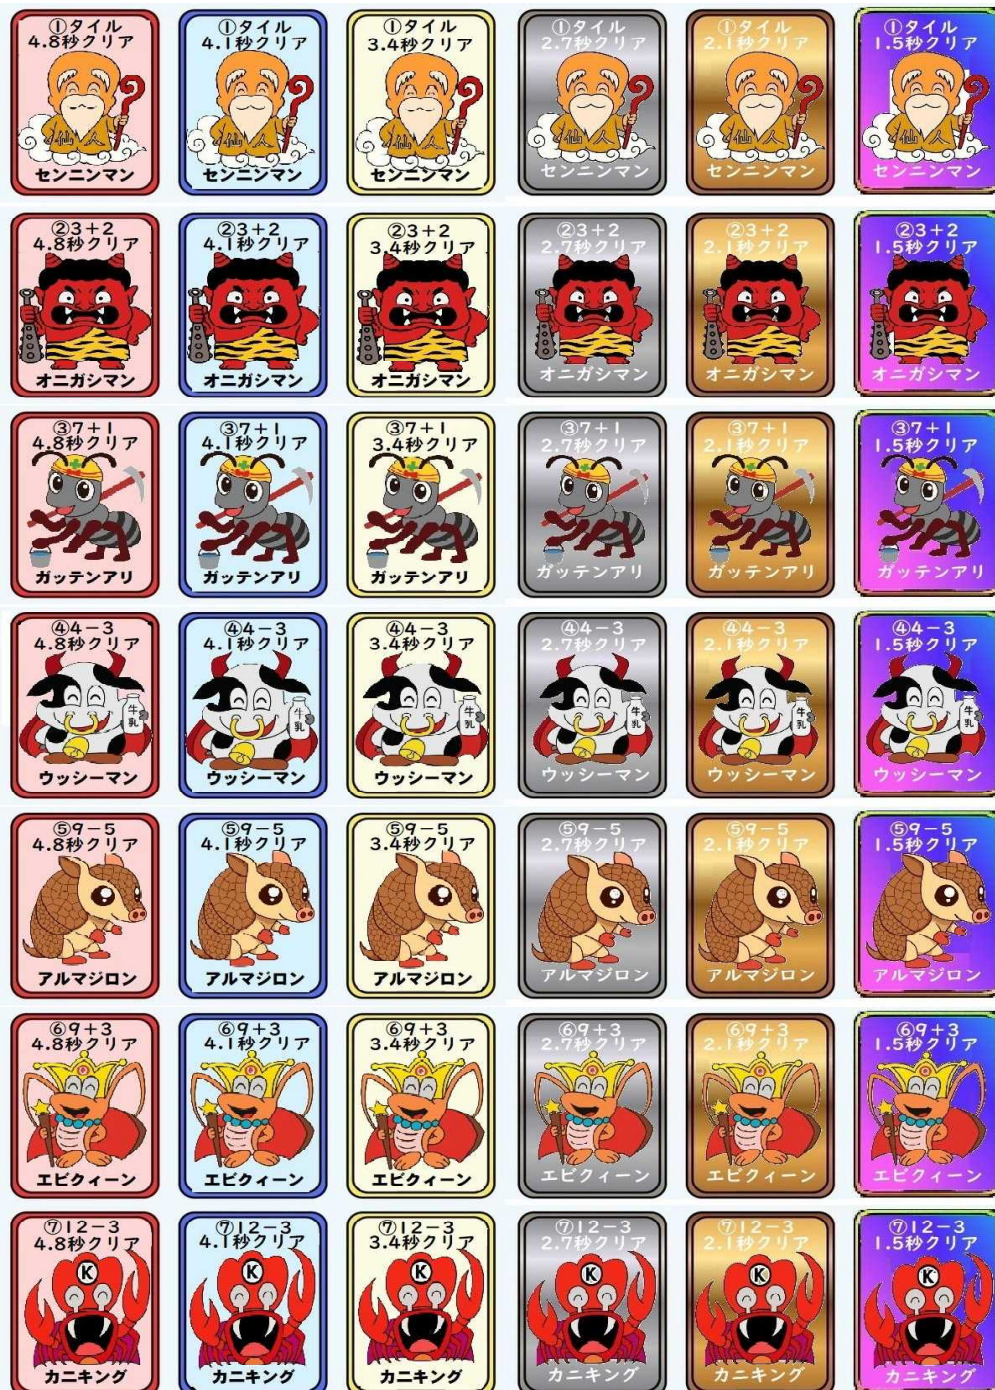 ①タイル
4.8秒クリア
仙人
センニンマン
①タイル
4.1秒クリア
仙人
センニンマン
①タイル
3.4秒クリア
仙人
センニンマン
①タイル
2.7秒クリア
仙人
センニンマン
①タイル
2.1秒クリア
仙人
センニンマン
①タイル
1.5秒クリア
仙人
センニンマン
②3+2
4.8秒クリア
オニガシマン
②3+2
4.1秒クリア
オニガシマン
②3+2
3.4秒クリア
オニガシマン
②3+2
2.7秒クリア
オニガシマン
②3+2
2.1秒クリア
オニガシマン
②3+2
1.5秒クリア
オニガシマン
③7+1
4.8秒クリア
ガッテンアリ
③7+1
4.1秒クリア
ガッテンアリ
③7+1
3.4秒クリア
ガッテンアリ
③7+1
2.7秒クリア
ガッテンアリ
③7+1
2.1秒クリア
ガッテンアリ
③7+1
1.5秒クリア
ガッテンアリ
④4-3
4.8秒クリア
牛乳
ウッシーマン
④4-3
4.1秒クリア
牛乳
ウッシーマン
④4-3
3.4秒クリア
牛乳
ウッシーマン
④4-3
2.7秒クリア
牛乳
ウッシーマン
④4-3
2.1秒クリア
牛乳
ウッシーマン
④4-3
1.5秒クリア
牛乳
ウッシーマン
⑤9-5
4.8秒クリア
アルマジロン
⑤9-5
4.1秒クリア
アルマジロン
⑤9-5
3.4秒クリア
アルマジロン
⑤9-5
2.7秒クリア
アルマジロン
⑤9-5
2.1秒クリア
アルマジロン
⑤9-5
1.5秒クリア
アルマジロン
⑥9+3
4.8秒クリア
Q
エビクィーン
⑥9+3
4.1秒クリア
Q
エビクィーン
⑥9+3
3.4秒クリア
Q
エビクィーン
⑥9+3
2.7秒クリア
Q
エビクィーン
⑥9+3
2.1秒クリア
Q
エビクィーン
⑥9+3
1.5秒クリア
Q
エビクィーン
⑦12-3
4.8秒クリア
K
カニキング
⑦12-3
4.1秒クリア
K
カニキング
⑦12-3
3.4秒クリア
K
カニキング
⑦12-3
2.7秒クリア
K
カニキング
⑦12-3
2.1秒クリア
K
カニキング
⑦12-3
1.5秒クリア
K
カニキング